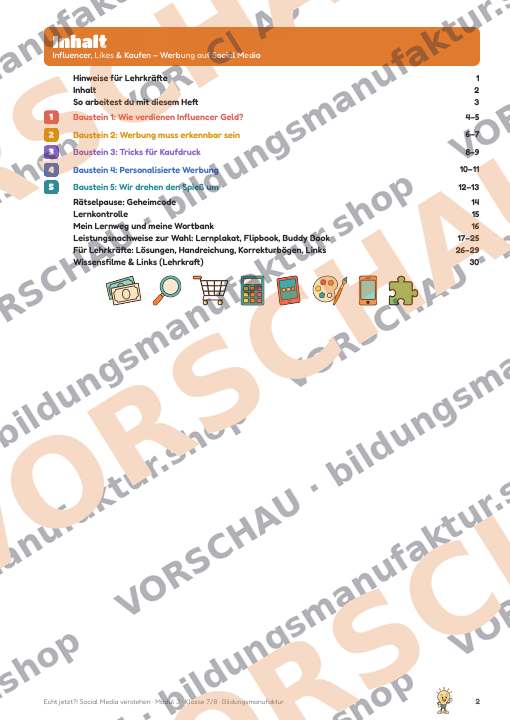 Inhalt
Influencer, Likes & Kaufen – Werbung auf Social Media
Hinweise für Lehrkräfte 1
Inhalt 2
So arbeitest du mit diesem Heft 3
1 Baustein 1: Wie verdienen Influencer Geld? 4–5
2 Baustein 2: Werbung muss erkennbar sein 6–7
3 Baustein 3: Tricks für Kaufdruck 8–9
4 Baustein 4: Personalisierte Werbung 10–11
5 Baustein 5: Wir drehen den Spieß um 12–13
Rätselpause: Geheimcode 14
Lernkontrolle 15
Mein Lernweg und meine Wortbank 16
Leistungsnachweise zur Wahl: Lernplakat, Flipbook, Buddy Book 17–25
Für Lehrkräfte: Lösungen, Handreichung, Korrekturbögen, Links 26–29
Wissensfilme & Links (Lehrkraft) 30
VORSCHAU · bildungsmanufaktur.shop
Echt jetzt?! Social Media verstehen · Modul 3 · Klasse 7/8 · Bildungsmanufaktur 2